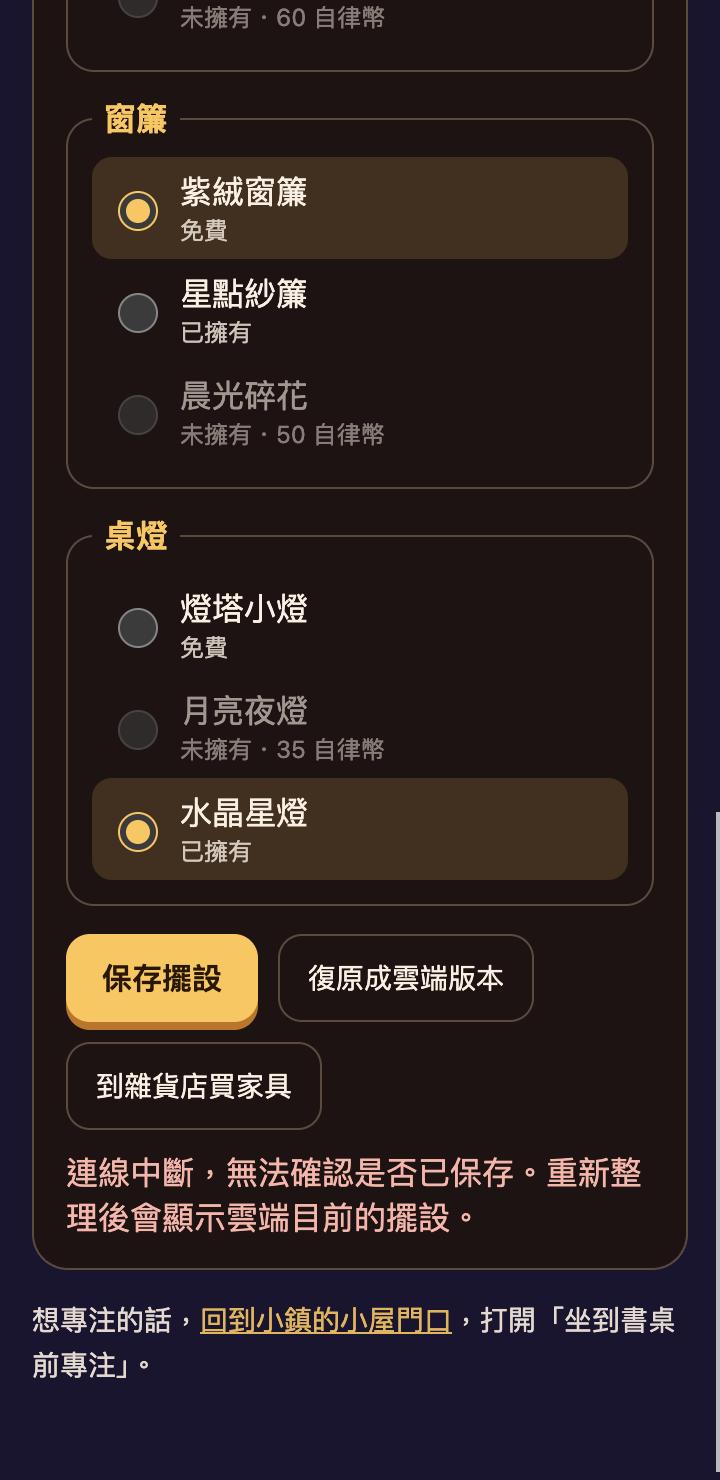 未擁有・60 自律幣
窗簾
紫絨窗簾
免費
星點紗簾
已擁有
晨光碎花
未擁有・50 自律幣
桌燈
燈塔小燈
免費
月亮夜燈
未擁有・35 自律幣
水晶星燈
已擁有
保存擺設
復原成雲端版本
到雜貨店買家具
連線中斷，無法確認是否已保存。重新整
理後會顯示雲端目前的擺設。
想專注的話，回到小鎮的小屋門口，打開「坐到書桌
前專注」。